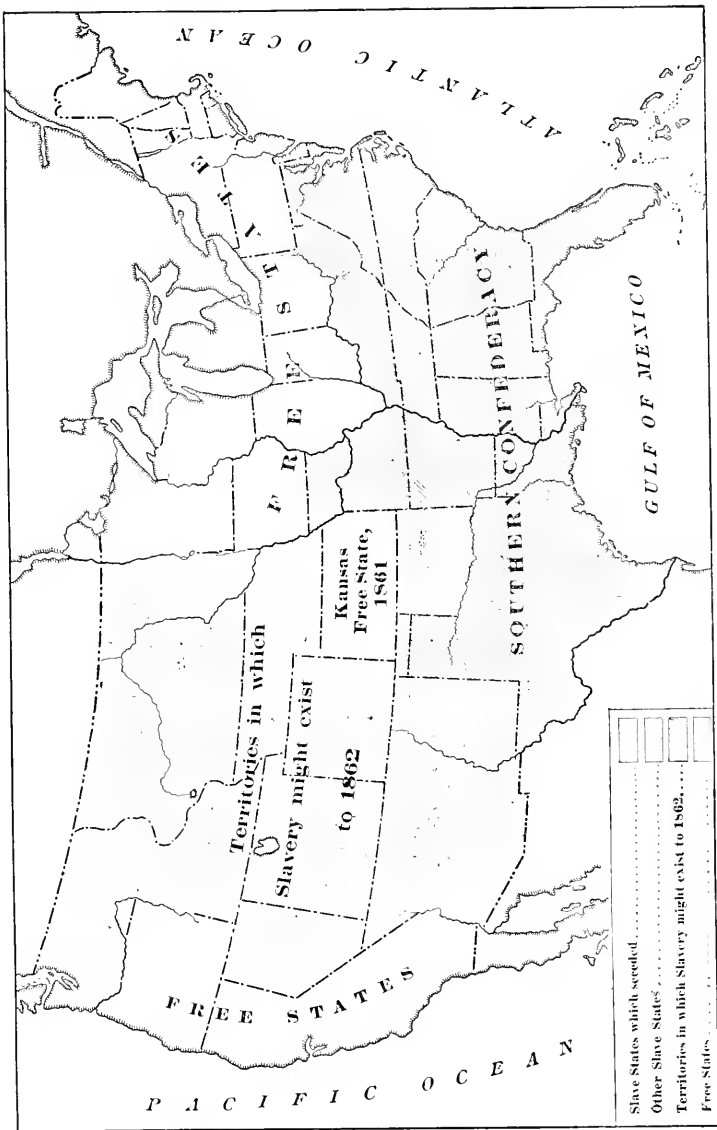 ATLANTIC OCEAN
FREE STATES
SOUTHERN CONFEDERACY
GULF OF MEXICO
Kansas
Free State,
1861
Territories in which
Slavery might exist
to 1862
FREE STATES
PACIFIC OCEAN
Slave States which seceded
Other Slave States
Territories in which Slavery might exist to 1862
Free States